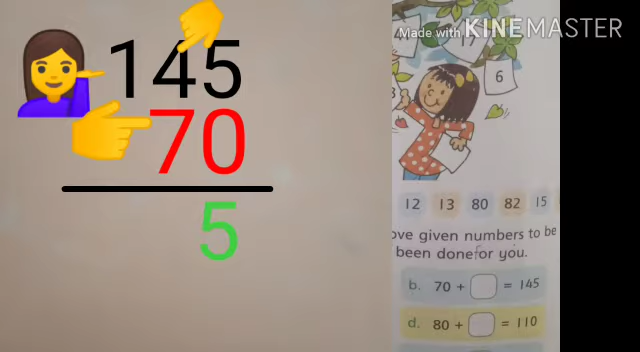 Made with KINEMASTER
145
70
5
17
6
12 13 80 82 15
ove given numbers to be
been done for you.
b. 70 + = 145
d. 80 + = 110